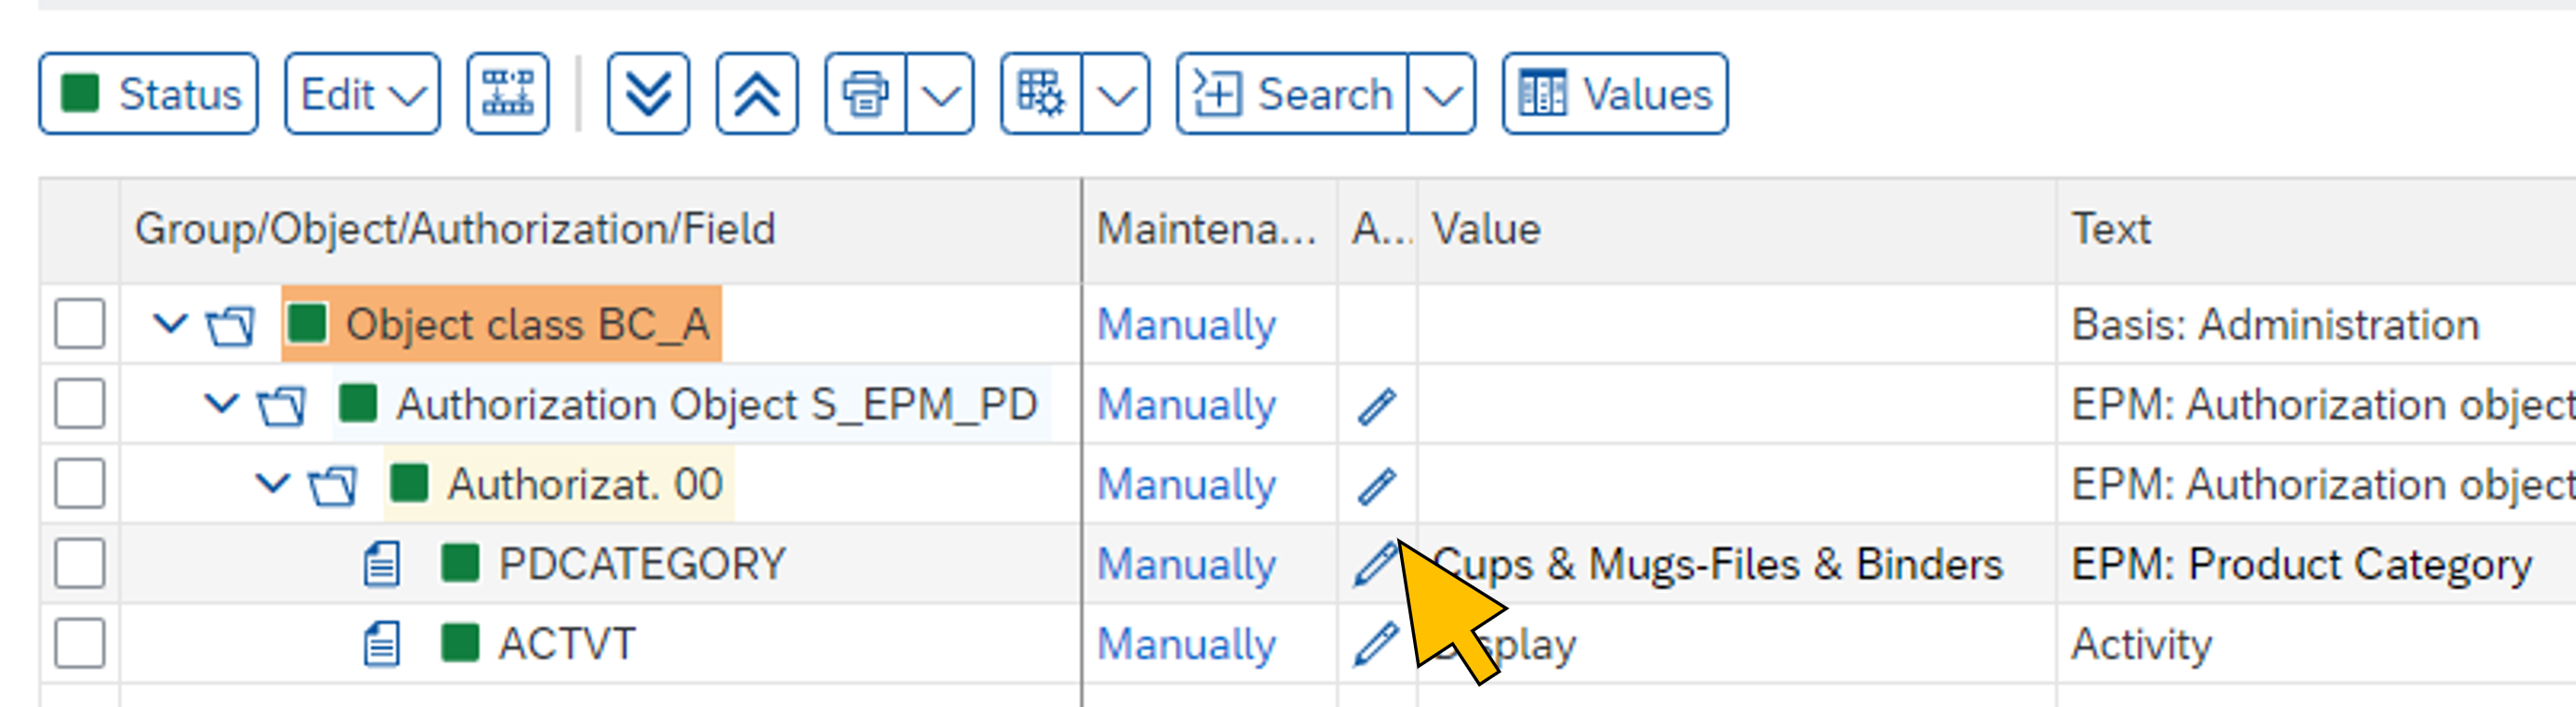 Status Edit Search Values
Group/Object/Authorization/Field Maintena... A... Value Text
Object class BC_A Manually Basis: Administration
Authorization Object S_EPM_PD Manually EPM: Authorization object
Authorizat. 00 Manually EPM: Authorization object
PDCATEGORY Manually Cups & Mugs-Files & Binders EPM: Product Category
ACTVT Manually Display Activity